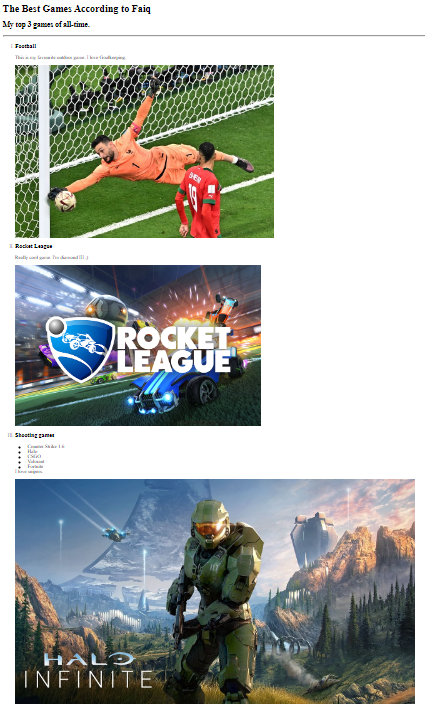 The Best Games According to Faiq
My top 3 games of all-time.
I. Football
This is my favourite outdoor game. I love Goalkeeping.
19
II. Rocket League
Really cool game. I'm diamond III ;)
ROCKET
LEAGUE
III. Shooting games
Counter Strike 1.6
Halo
CSGO
Valorant
Fortnite
I love snipers.
HALO
INFINITE